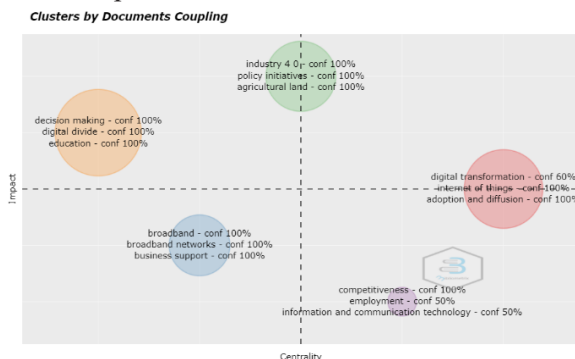 Clusters by Documents Coupling
industry 4 0 - conf 100%
policy initiatives - conf 100%
agricultural land - conf 100%
decision making - conf 100%
digital divide - conf 100%
education - conf 100%
digital transformation - conf 60%
internet of things - conf 100%
adoption and diffusion - conf 100%
Impact
broadband - conf 100%
broadband networks - conf 100%
business support - conf 100%
competitiveness - conf 100%
employment - conf 50%
information and communication technology - conf 50%
Centrality